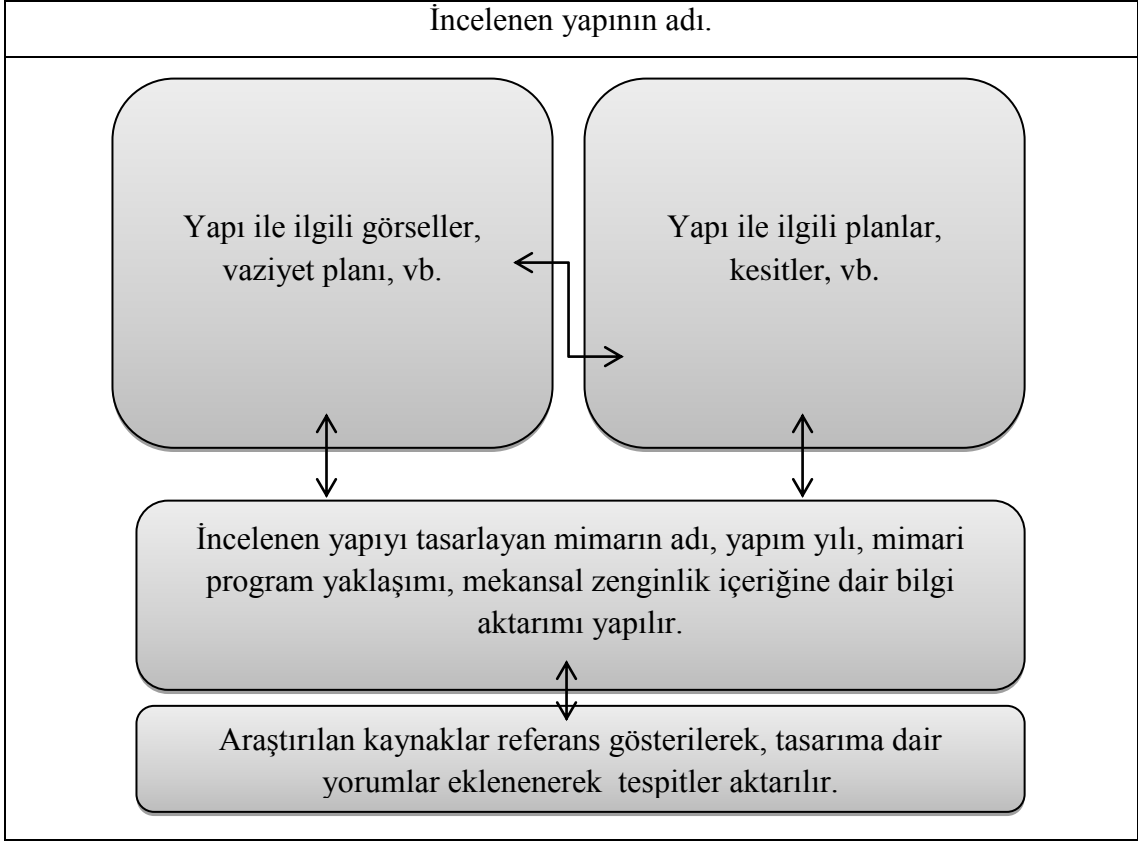 İncelenen yapının adı.
Yapı ile ilgili görseller,
vaziyet planı, vb.
Yapı ile ilgili planlar,
kesitler, vb.
İncelenen yapıyı tasarlayan mimarın adı, yapım yılı, mimari
program yaklaşımı, mekansal zenginlik içeriğine dair bilgi
aktarımı yapılır.
Araştırılan kaynaklar referans gösterilerek, tasarıma dair
yorumlar eklenenerek tespitler aktarılır.